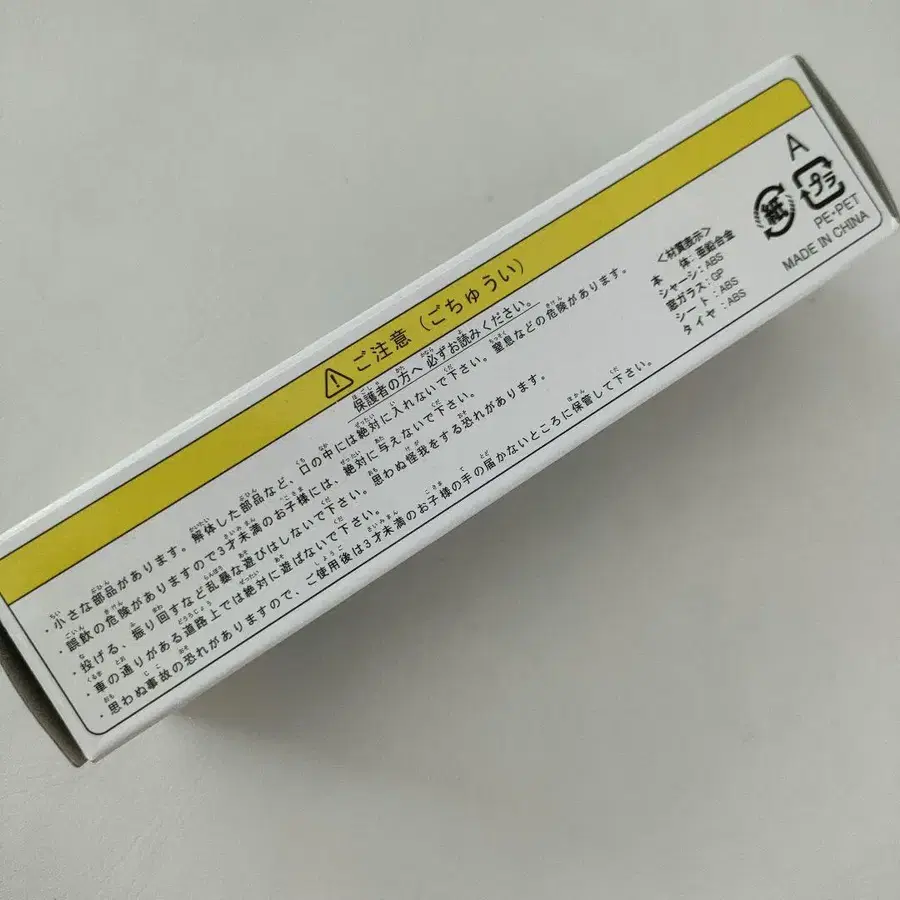 ご注意（ごちゅうい）
保護者の方へ 必ずお読みください。
・小さな部品があります。解体した部品など、口の中には絶対に入れないで下さい。窒息などの危険があります。
・誤飲の危険がありますので3才未満のお子様には、絶対に与えないで下さい。
・投げる、振り回すなど乱暴な遊びはしないで下さい。思わぬ怪我をする恐れがあります。
・車の通りがある道路上では絶対に遊ばないで下さい。
・思わぬ事故の恐れがありますので、ご使用後は3才未満のお子様の手の届かないところに保管して下さい。
＜材質表示＞
本　体：亜鉛合金
シャーシ：ABS
窓ガラス：GP
シート：ABS
タイヤ：ABS
A
紙
プラ
PE・PET
MADE IN CHINA